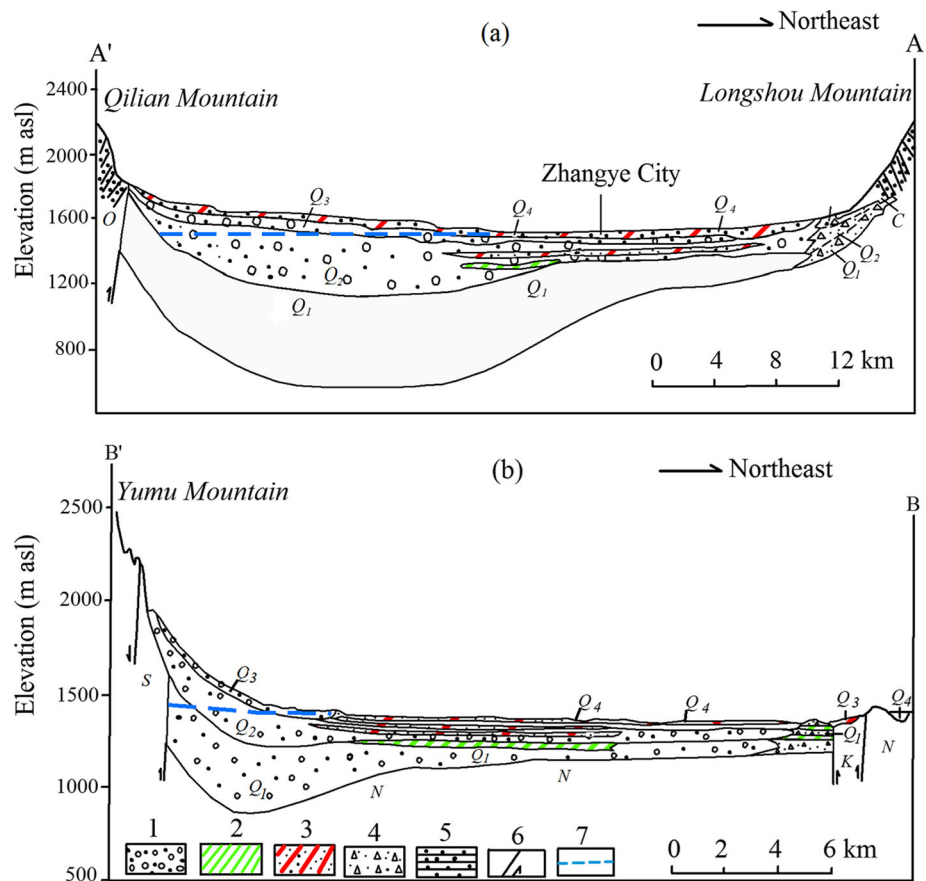 (a)
Northeast
A'
A
Elevation (m asl)
2400
2000
1600
1200
800
Qilian Mountain
Longshou Mountain
Zhangye City
O
Q3
Q4
Q4
C
Q2
Q2
Q1
Q1
Q1
0 4 8 12 km
B'
(b)
Northeast
B
Yumu Mountain
Elevation (m asl)
2500
2000
1500
1000
500
S
Q3
Q4
Q4
Q3
Q4
Q2
Q1
Q1
Q1
N
N
K
N
1 2 3 4 5 6 7
0 2 4 6 km